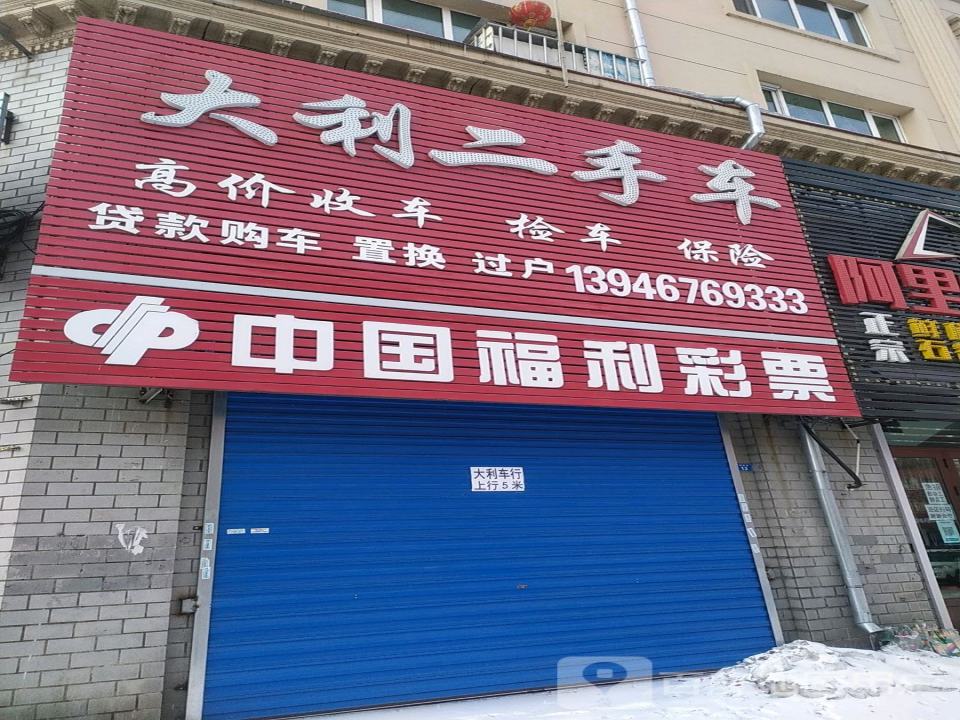 大利二手车
高价收车 检车 保险
贷款购车 置换 过户 13946769333
中国福利彩票
大利车行
上行5米
阿里
正宗